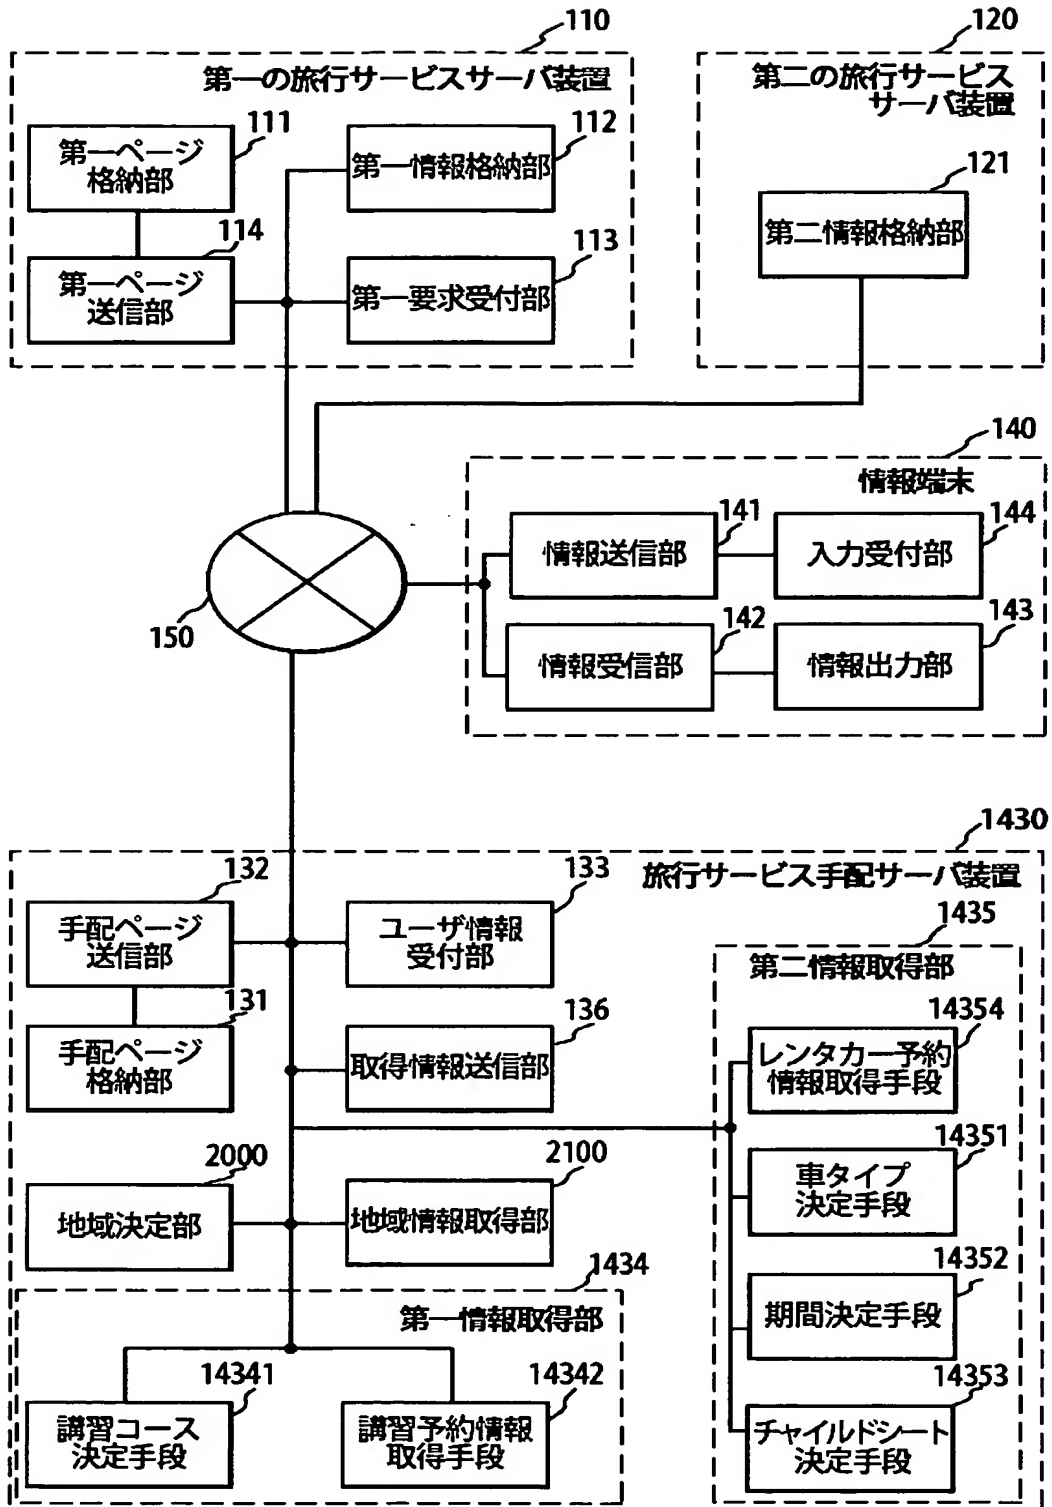 110
第一の旅行サービスサーバ装置
111
第一ページ
格納部
112
第一情報格納部
114
第一ページ
送信部
113
第一要求受付部
120
第二の旅行サービス
サーバ装置
121
第二情報格納部
140
情報端末
141
情報送信部
144
入力受付部
142
情報受信部
143
情報出力部
150
1430
旅行サービス手配サーバ装置
132
手配ページ
送信部
133
ユーザ情報
受付部
131
手配ページ
格納部
136
取得情報送信部
2000
地域決定部
2100
地域情報取得部
1435
第二情報取得部
14354
レンタカー予約
情報取得手段
14351
車タイプ
決定手段
14352
期間決定手段
14353
チャイルドシート
決定手段
1434
第一情報取得部
14341
講習コース
決定手段
14342
講習予約情報
取得手段